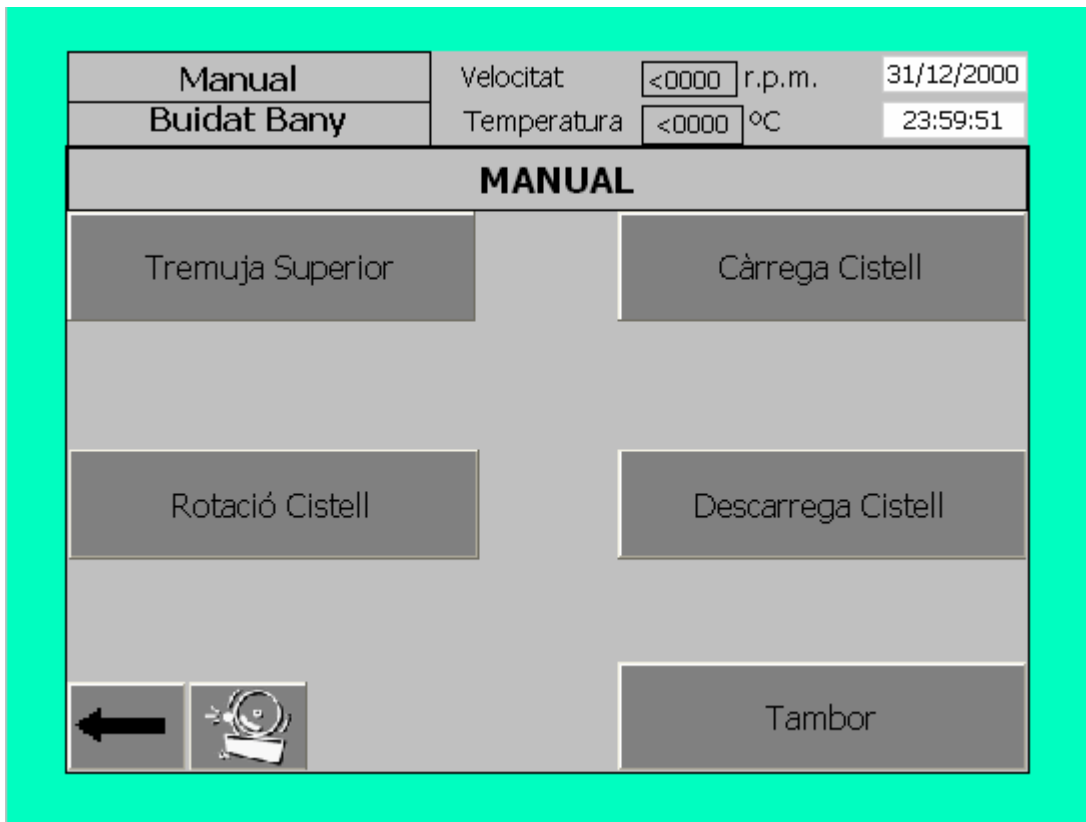 Manual
Velocitat <0000 r.p.m. 31/12/2000
Buidat Bany
Temperatura <0000 ºC 23:59:51
MANUAL
Tremuja Superior
Càrrega Cistell
Rotació Cistell
Descarrega Cistell
Tambor